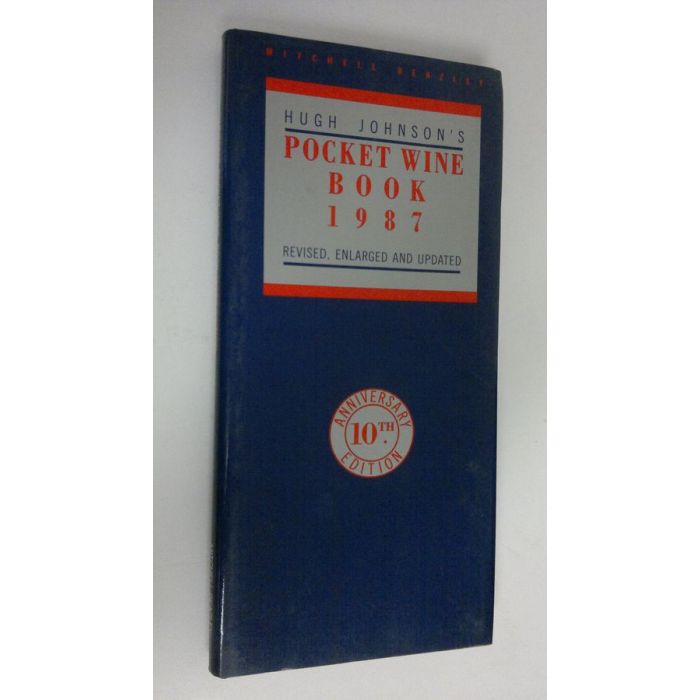 MITCHELL BEAZLEY
HUGH JOHNSON'S
POCKET WINE
BOOK
1987
REVISED, ENLARGED AND UPDATED
ANNIVERSARY
10TH.
EDITION